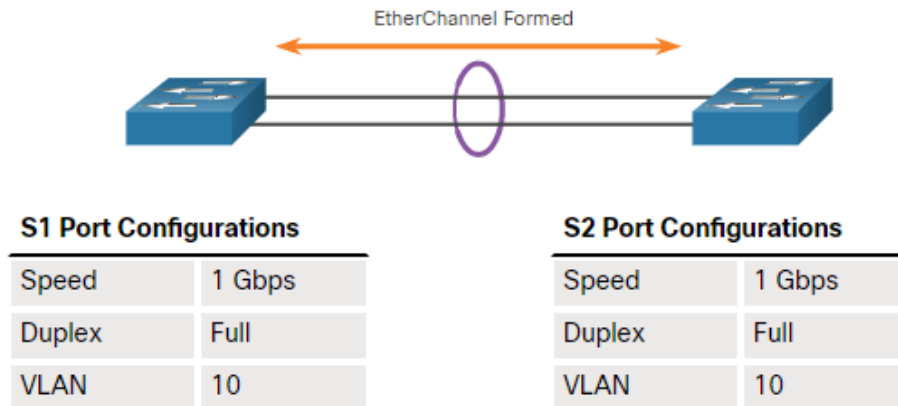 EtherChannel Formed
S1 Port Configurations
Speed 1 Gbps
Duplex Full
VLAN 10
S2 Port Configurations
Speed 1 Gbps
Duplex Full
VLAN 10